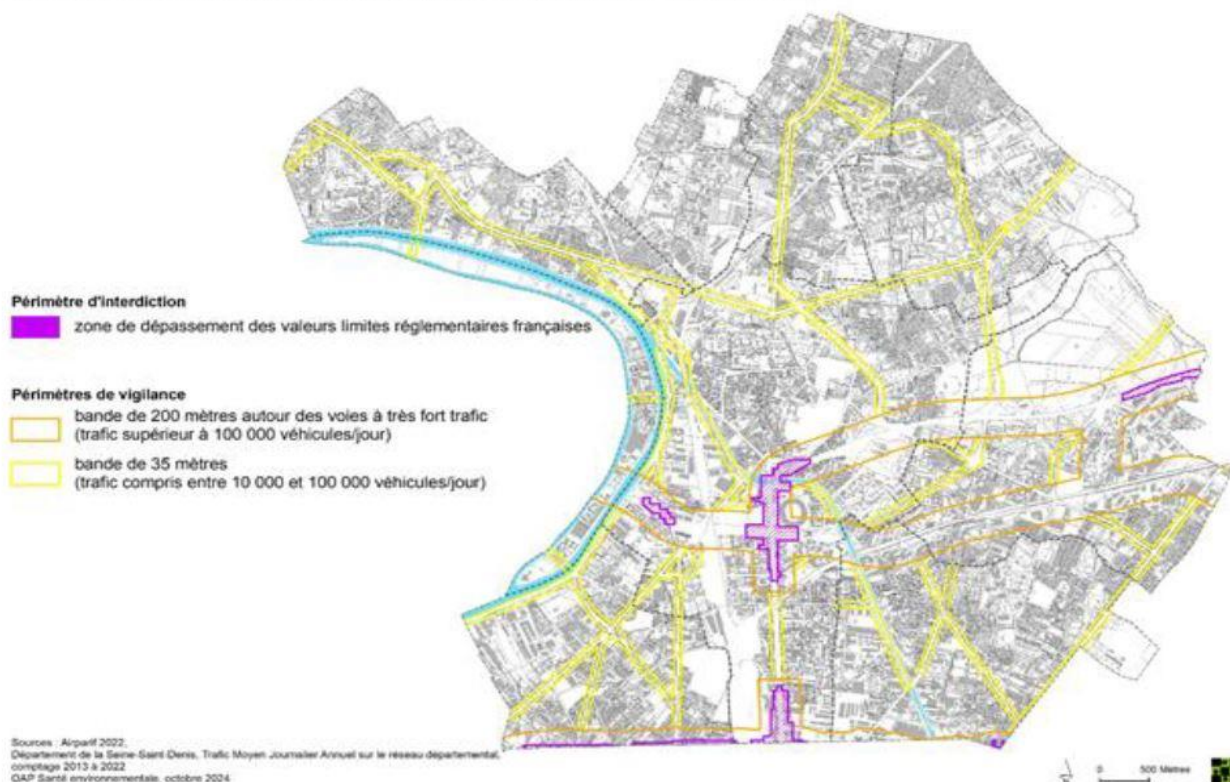 Périmètre d'interdiction
zone de dépassement des valeurs limites réglementaires françaises
Périmètres de vigilance
bande de 200 mètres autour des voies à très fort trafic
(trafic supérieur à 100 000 véhicules/jour)
bande de 35 mètres
(trafic compris entre 10 000 et 100 000 véhicules/jour)
Sources : Airparif 2022,
Département de la Seine-Saint Denis, Trafic Moyen Journalier Annuel sur le réseau départemental,
comptage 2013 à 2022
OAP Santé environnementale, octobre 2024
0 500 Mètres